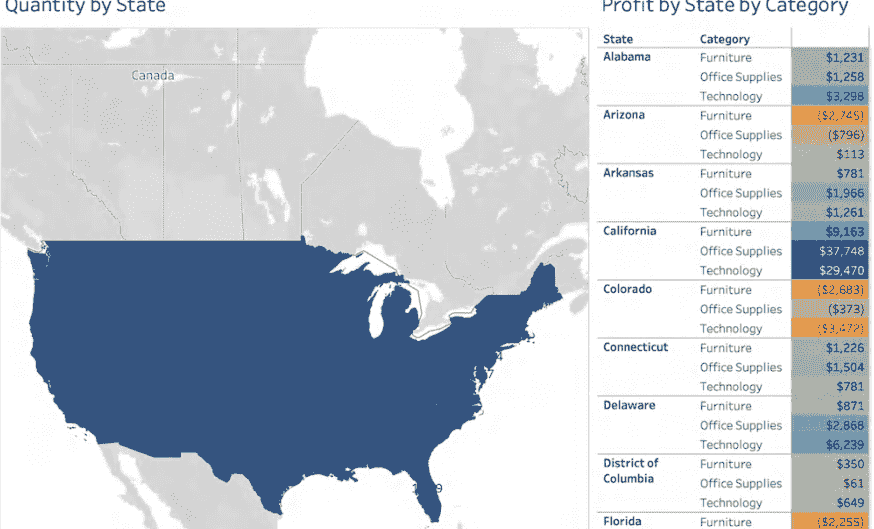 Quantity by State
Canada
Profit by State by Category
State Category
Alabama Furniture $1,231
Office Supplies $1,258
Technology $3,298
Arizona Furniture ($2,745)
Office Supplies ($796)
Technology $113
Arkansas Furniture $781
Office Supplies $1,966
Technology $1,261
California Furniture $9,163
Office Supplies $37,748
Technology $29,470
Colorado Furniture ($2,683)
Office Supplies ($373)
Technology ($3,472)
Connecticut Furniture $1,226
Office Supplies $1,504
Technology $781
Delaware Furniture $871
Office Supplies $2,868
Technology $6,239
District of Columbia Furniture $350
Office Supplies $61
Technology $649
Florida Furniture ($2,255)